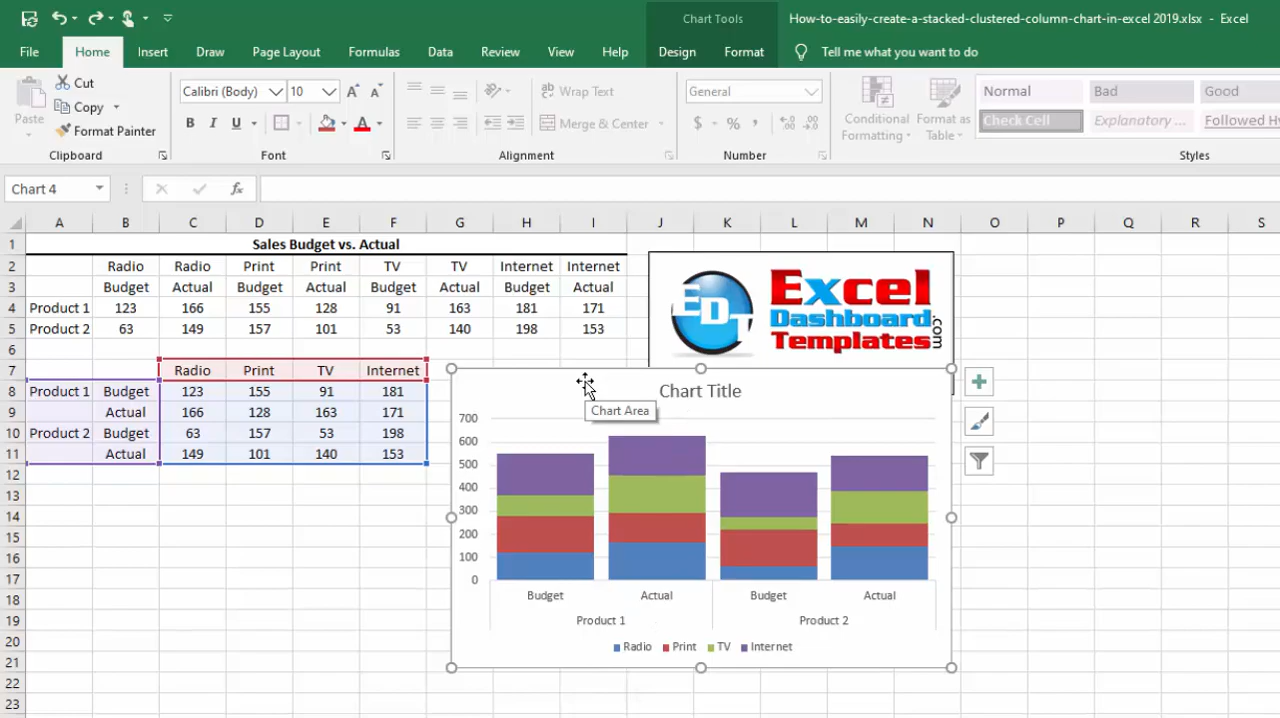 Chart Tools
How-to-easily-create-a-stacked-clustered-column-chart-in-excel 2019.xlsx - Excel
File Home Insert Draw Page Layout Formulas Data Review View Help Design Format Tell me what you want to do
Paste
Cut
Copy
Format Painter
Clipboard
Calibri (Body) 10 A A
B I U A
Font
ab Wrap Text
Merge & Center
Alignment
General
$ % , .00 .00
Number
Conditional Formatting
Format as Table
Normal Bad Good
Check Cell Explanatory ... Followed Hy
Styles
Chart 4 fx
A B C D E F G H I J K L M N O P Q R S
1 Sales Budget vs. Actual
2 Radio Radio Print Print TV TV Internet Internet
3 Budget Actual Budget Actual Budget Actual Budget Actual
4 Product 1 123 166 155 128 91 163 181 171
5 Product 2 63 149 157 101 53 140 198 153
6
7 Radio Print TV Internet
8 Product 1 Budget 123 155 91 181
9 Actual 166 128 163 171
10 Product 2 Budget 63 157 53 198
11 Actual 149 101 140 153
12
13
14
15
16
17
18
19
20
21
22
23
EDT
Excel
Dashboard
Templates
.com
Chart Title
Chart Area
700
600
500
400
300
200
100
0
Budget Actual Budget Actual
Product 1 Product 2
Radio Print TV Internet